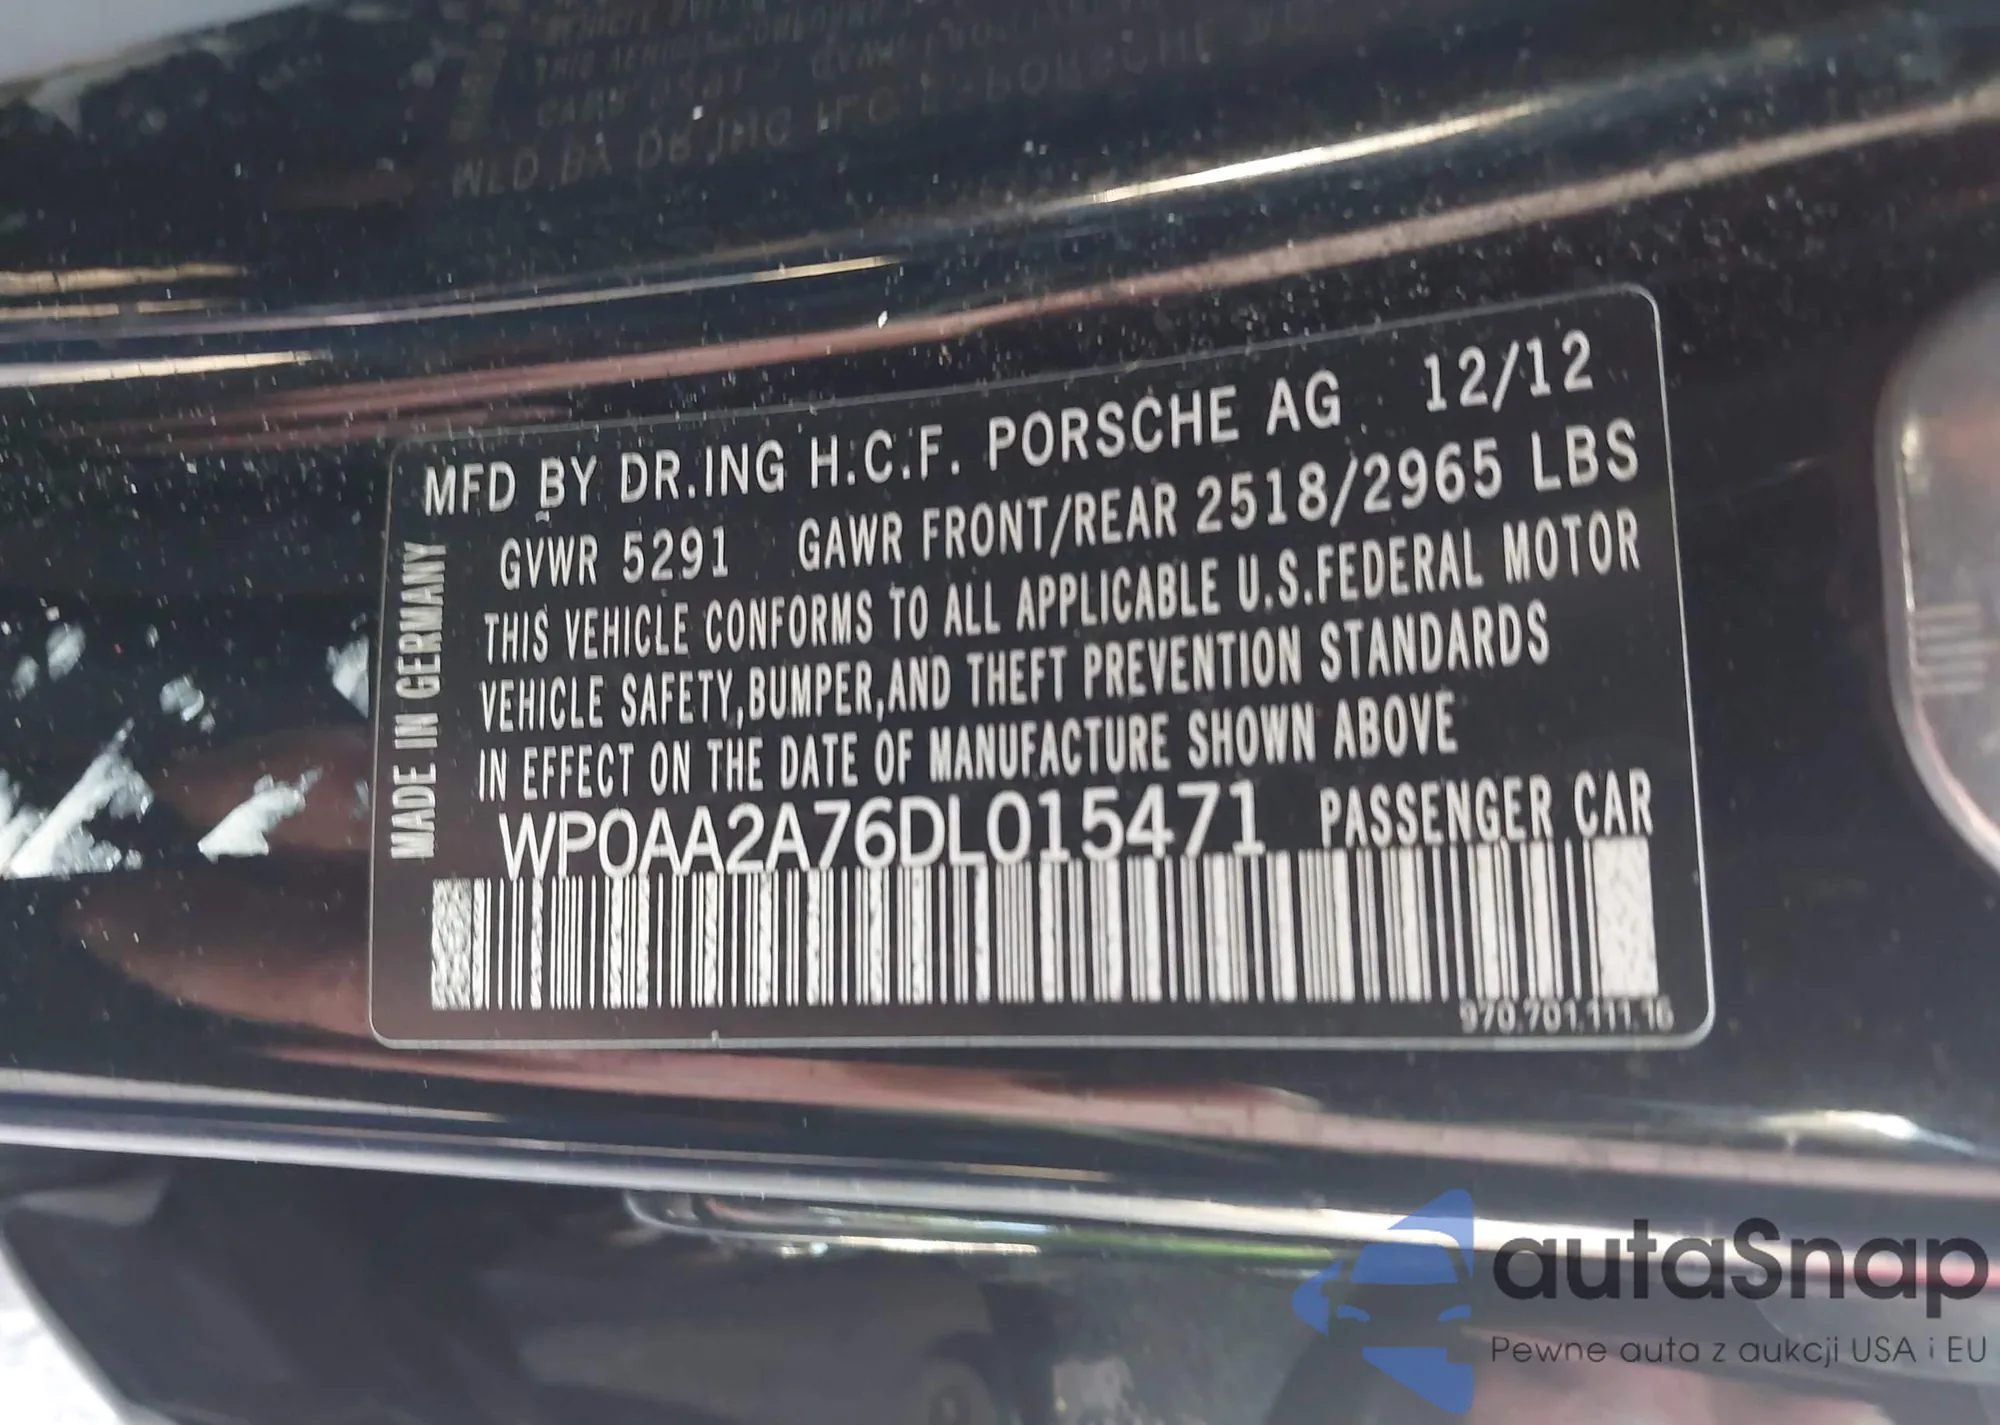 MFD BY DR.ING H.C.F. PORSCHE AG 12/12
GVWR 5291 GAWR FRONT/REAR 2518/2965 LBS
THIS VEHICLE CONFORMS TO ALL APPLICABLE U.S.FEDERAL MOTOR
VEHICLE SAFETY,BUMPER,AND THEFT PREVENTION STANDARDS
IN EFFECT ON THE DATE OF MANUFACTURE SHOWN ABOVE
WP0AA2A76DL015471 PASSENGER CAR
MADE IN GERMANY
970.701.111.16
autaSnap
Pewne auta z aukcji USA i EU